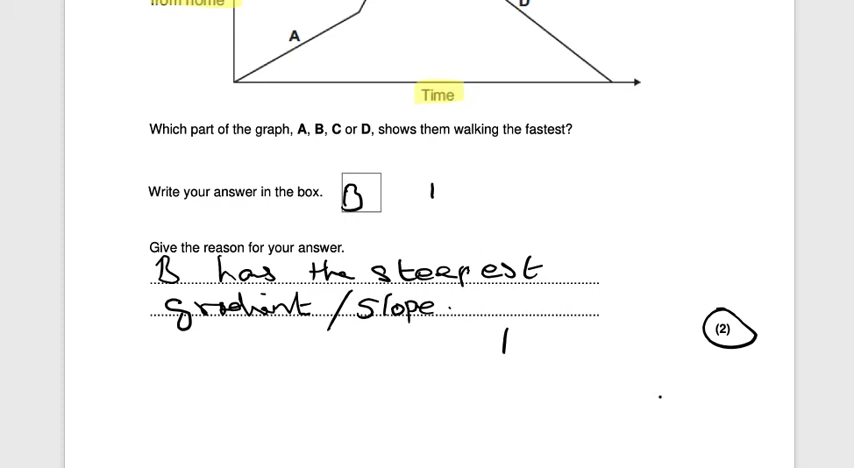 from home
A
D
Time
Which part of the graph, A, B, C or D, shows them walking the fastest?
Write your answer in the box. B 1
Give the reason for your answer.
B has the steepest
gradient / slope.
1
(2)